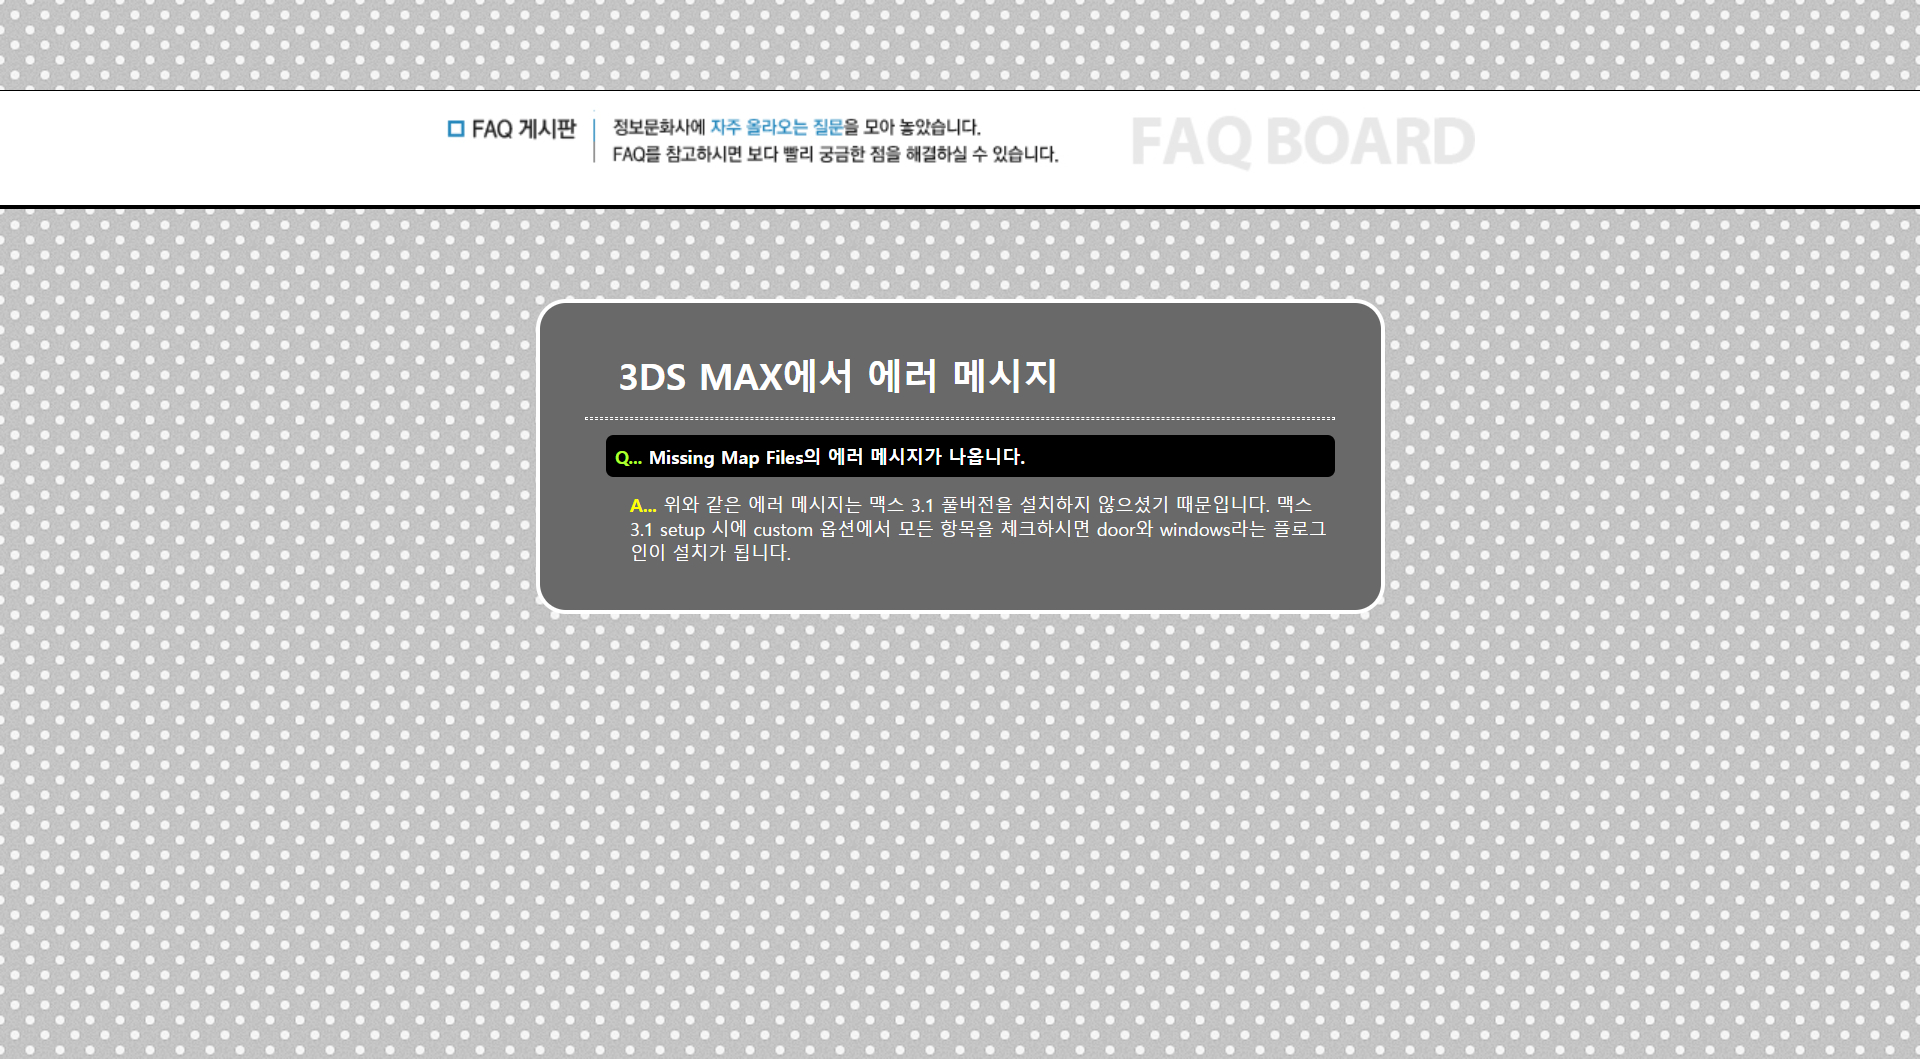 FAQ 게시판
정보문화사에 자주 올라오는 질문을 모아 놓았습니다.
FAQ를 참고하시면 보다 빨리 궁금한 점을 해결하실 수 있습니다.
FAQ BOARD
3DS MAX에서 에러 메시지
Q... Missing Map Files의 에러 메시지가 나옵니다.
A... 위와 같은 에러 메시지는 맥스 3.1 풀버전을 설치하지 않으셨기 때문입니다. 맥스
3.1 setup 시에 custom 옵션에서 모든 항목을 체크하시면 door와 windows라는 플로그
인이 설치가 됩니다.